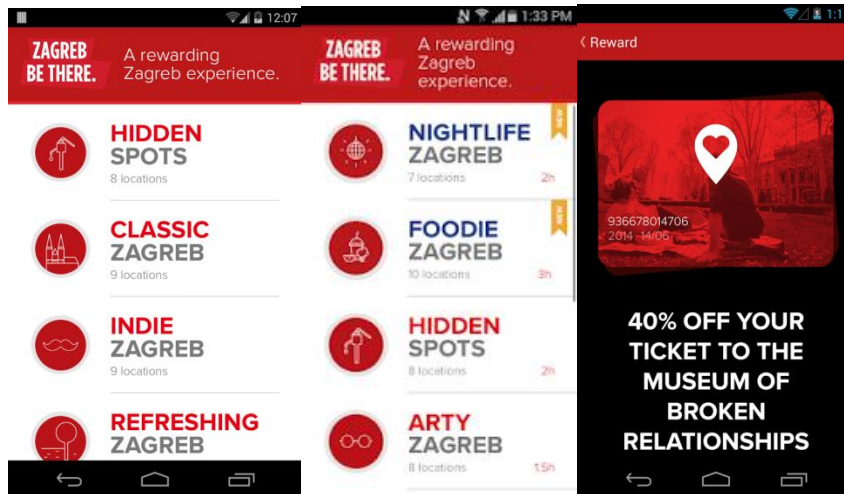 12:07
ZAGREB
BE THERE.
A rewarding
Zagreb experience.
HIDDEN
SPOTS
8 locations
CLASSIC
ZAGREB
9 locations
INDIE
ZAGREB
9 locations
REFRESHING
ZAGREB
1:33 PM
ZAGREB
BE THERE.
A rewarding
Zagreb
experience.
NEW
NIGHTLIFE
ZAGREB
7 locations
2h
NEW
FOODIE
ZAGREB
10 locations
3h
HIDDEN
SPOTS
8 locations
2h
ARTY
ZAGREB
8 locations
1.5h
Reward
936678014706
2014 14/06
40% OFF YOUR
TICKET TO THE
MUSEUM OF
BROKEN
RELATIONSHIPS